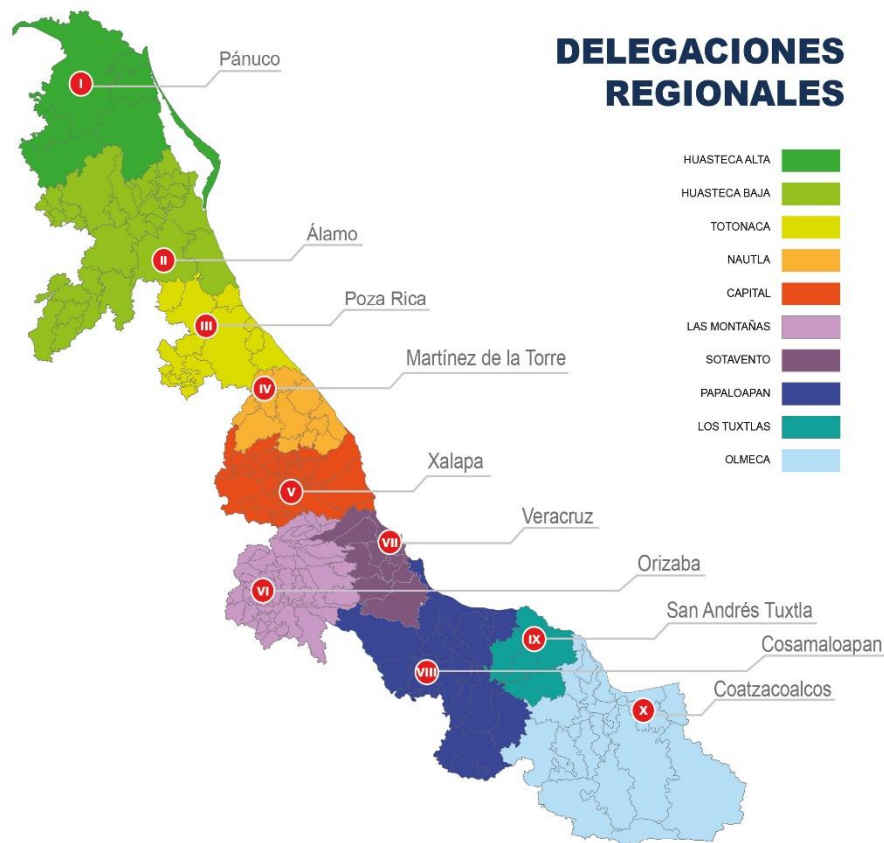 DELEGACIONES
REGIONALES
HUASTECA ALTA
HUASTECA BAJA
TOTONACA
NAUTLA
CAPITAL
LAS MONTAÑAS
SOTAVENTO
PAPALOAPAN
LOS TUXTLAS
OLMECA
I
Pánuco
II
Álamo
III
Poza Rica
IV
Martínez de la Torre
V
Xalapa
VII
Veracruz
VI
Orizaba
IX
San Andrés Tuxtla
VIII
Cosamaloapan
X
Coatzacoalcos